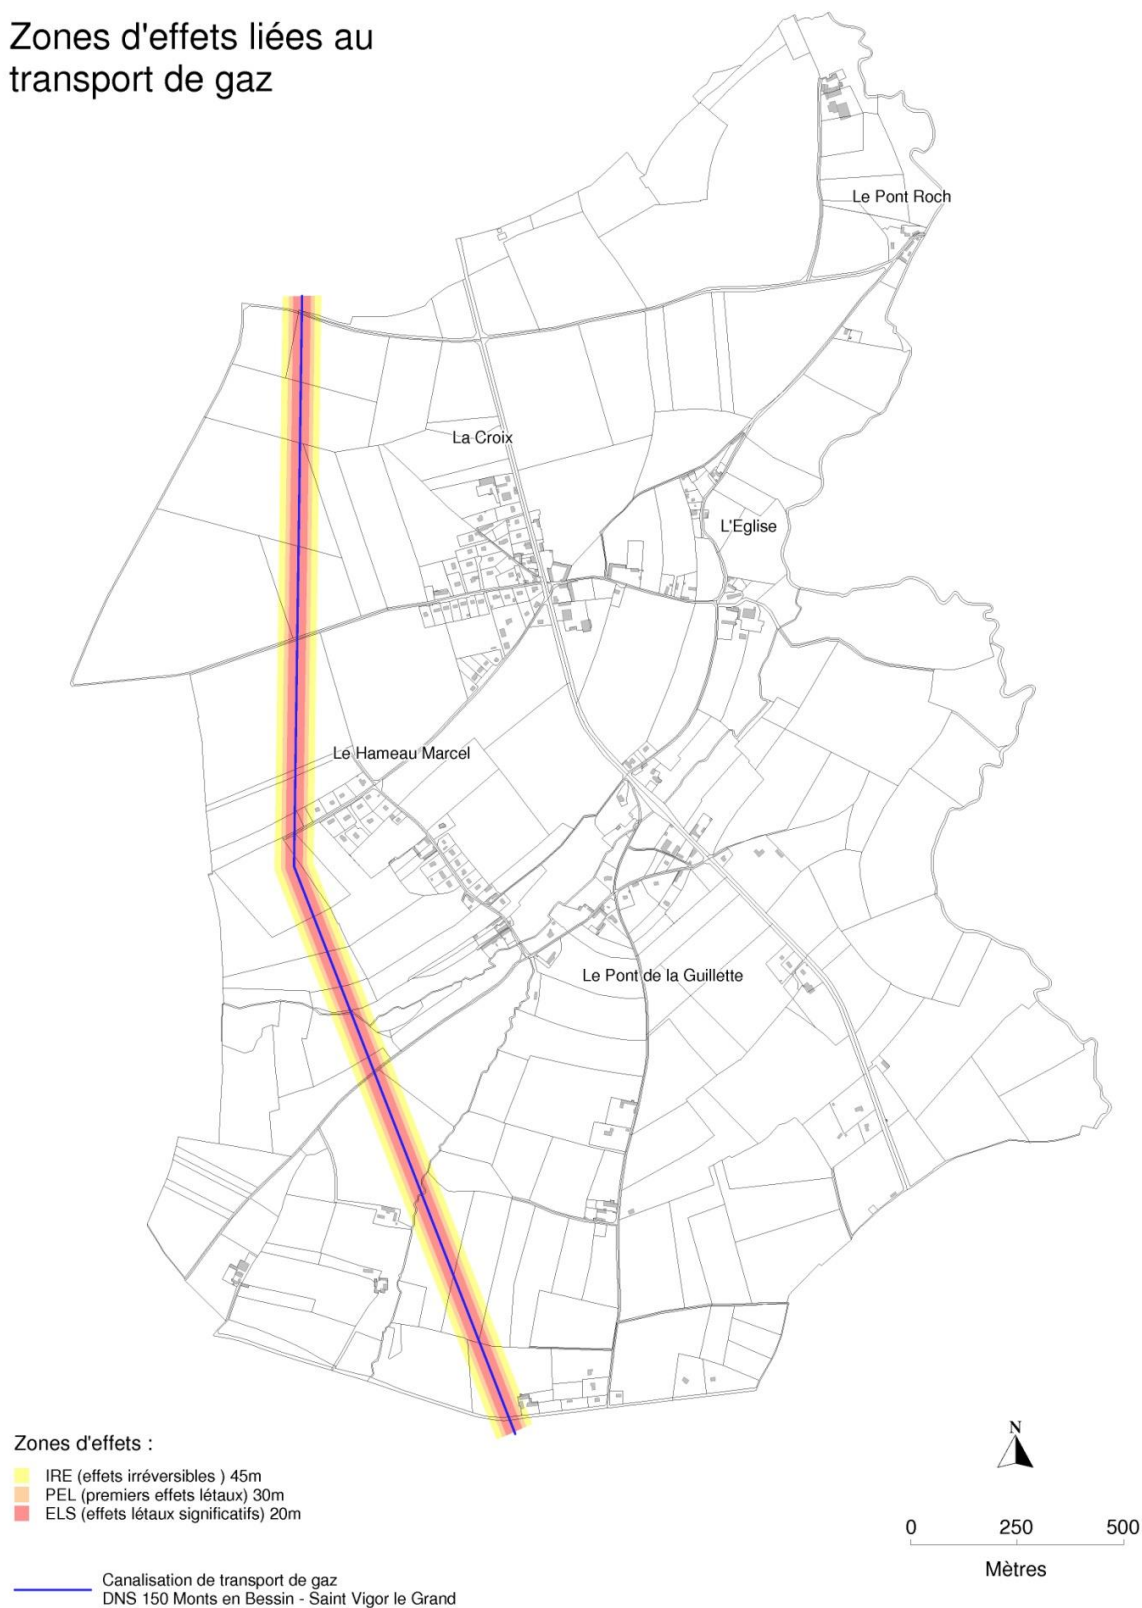 Zones d'effets liées au
transport de gaz
Le Pont Roch
La Croix
L'Eglise
Le Hameau Marcel
Le Pont de la Guillette
Zones d'effets :
IRE (effets irréversibles ) 45m
PEL (premiers effets létaux) 30m
ELS (effets létaux significatifs) 20m
Canalisation de transport de gaz
DNS 150 Monts en Bessin - Saint Vigor le Grand
N
0 250 500
Mètres